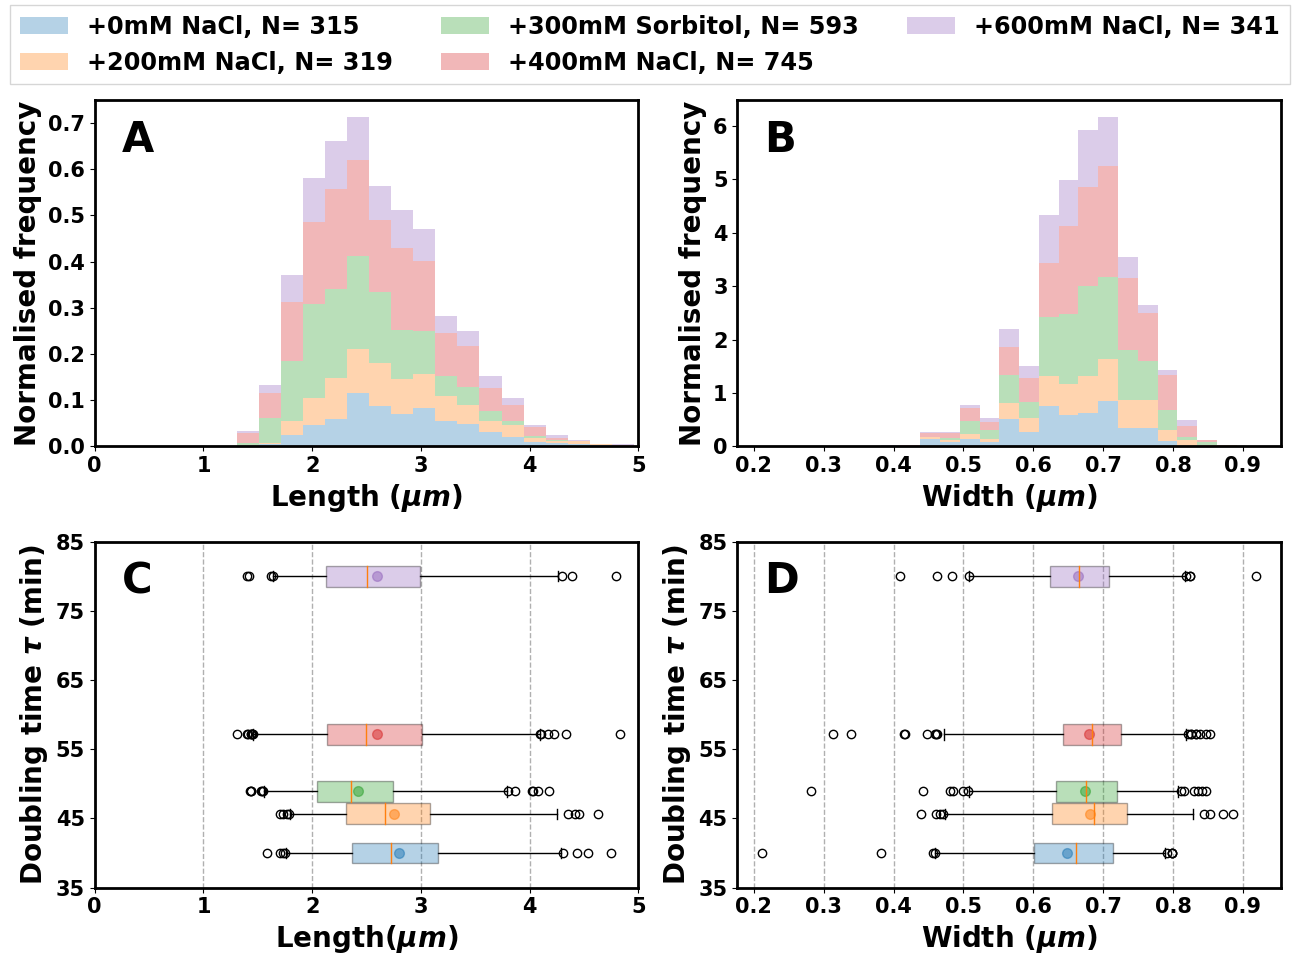 +0mM NaCl, N= 315 +300mM Sorbitol, N= 593 +600mM NaCl, N= 341
+200mM NaCl, N= 319 +400mM NaCl, N= 745
A
Normalised frequency
0.7
0.6
0.5
0.4
0.3
0.2
0.1
0.0
0 1 2 3 4 5
Length (μm)
B
Normalised frequency
6
5
4
3
2
1
0
0.2 0.3 0.4 0.5 0.6 0.7 0.8 0.9
Width (μm)
C
Doubling time τ (min)
85
75
65
55
45
35
0 1 2 3 4 5
Length(μm)
D
Doubling time τ (min)
85
75
65
55
45
35
0.2 0.3 0.4 0.5 0.6 0.7 0.8 0.9
Width (μm)